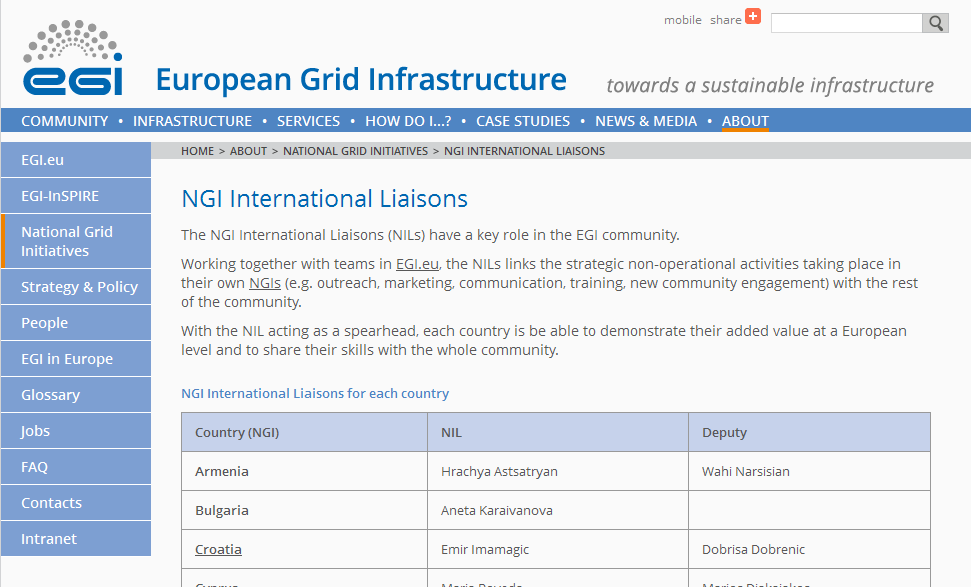 mobile share
egi
European Grid Infrastructure
towards a sustainable infrastructure
COMMUNITY • INFRASTRUCTURE • SERVICES • HOW DO I...? • CASE STUDIES • NEWS & MEDIA • ABOUT
EGI.eu
EGI-InSPIRE
National Grid
Initiatives
Strategy & Policy
People
EGI in Europe
Glossary
Jobs
FAQ
Contacts
Intranet
HOME > ABOUT > NATIONAL GRID INITIATIVES > NGI INTERNATIONAL LIAISONS
NGI International Liaisons
The NGI International Liaisons (NILs) have a key role in the EGI community.
Working together with teams in EGI.eu, the NILs links the strategic non-operational activities taking place in
their own NGIs (e.g. outreach, marketing, communication, training, new community engagement) with the rest
of the community.
With the NIL acting as a spearhead, each country is be able to demonstrate their added value at a European
level and to share their skills with the whole community.
NGI International Liaisons for each country
Country (NGI) NIL Deputy
Armenia Hrachya Astsatryan Wahi Narsisian
Bulgaria Aneta Karaivanova
Croatia Emir Imamagic Dobrisa Dobrenic